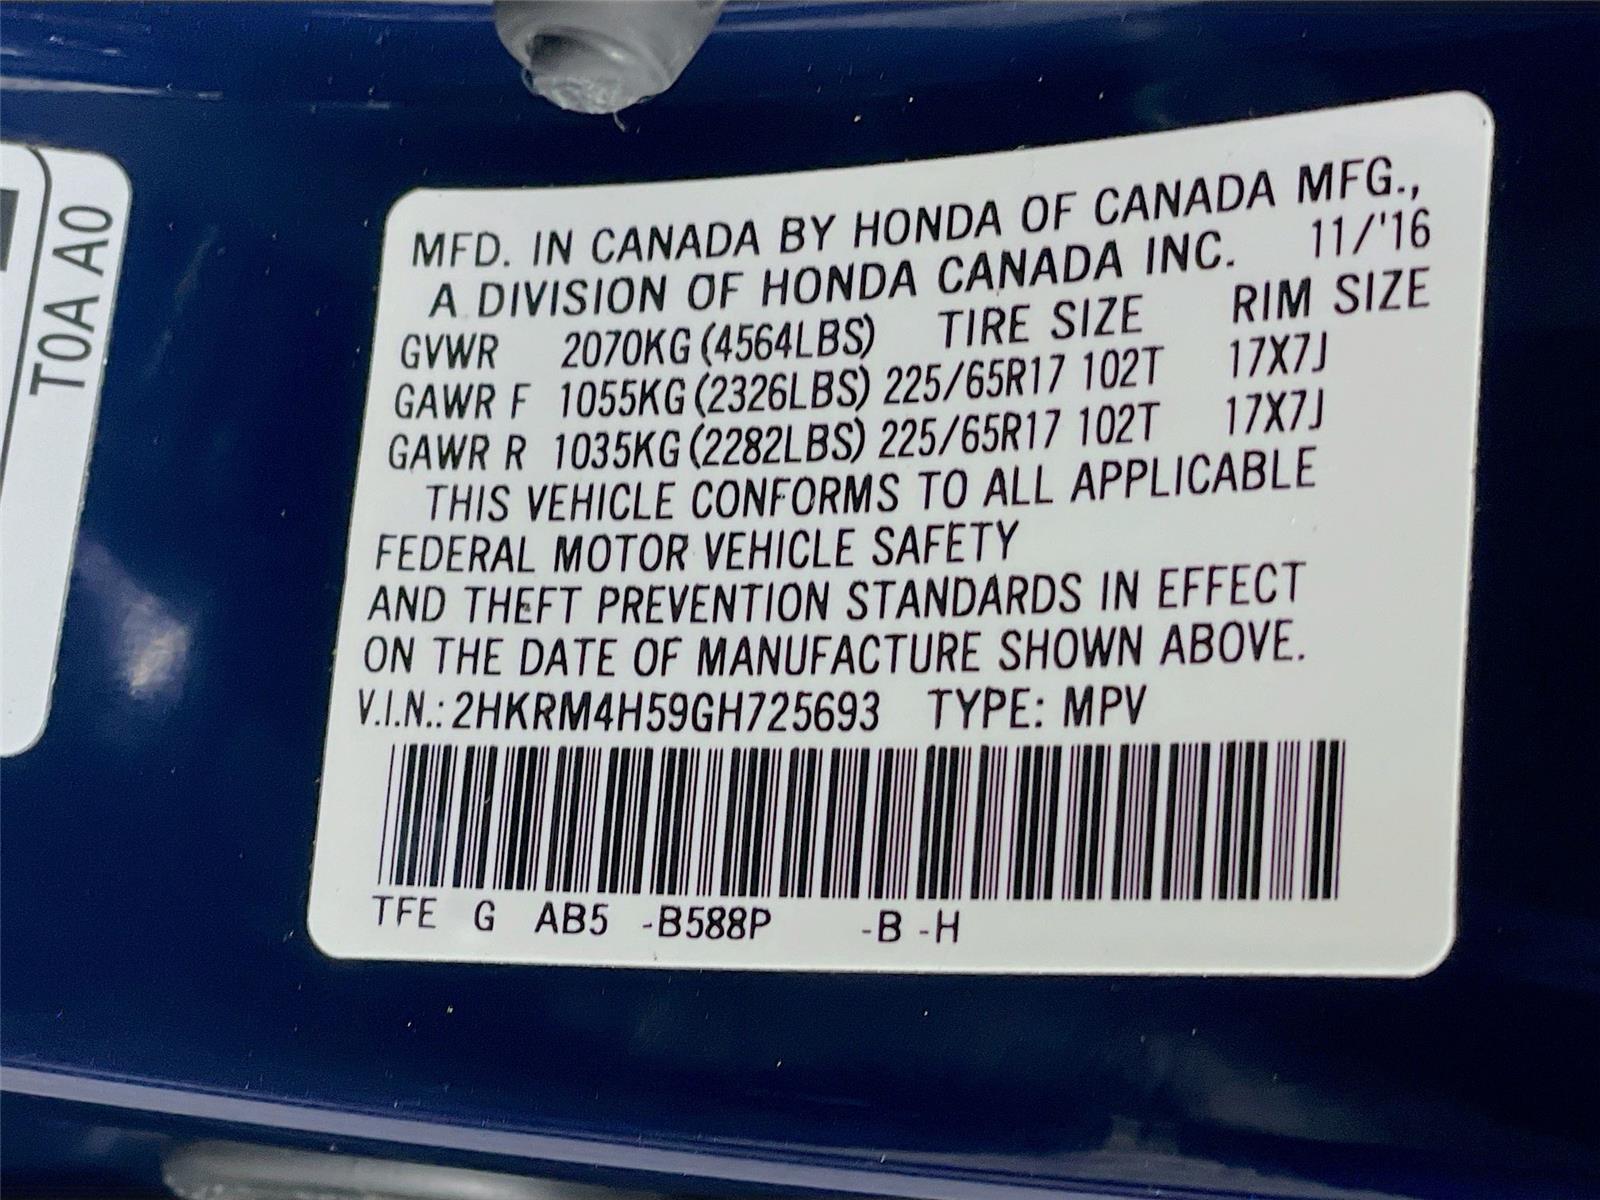 T0A A0
MFD. IN CANADA BY HONDA OF CANADA MFG.,
A DIVISION OF HONDA CANADA INC. 11/'16
GVWR 2070KG (4564LBS) TIRE SIZE RIM SIZE
GAWR F 1055KG (2326LBS) 225/65R17 102T 17X7J
GAWR R 1035KG (2282LBS) 225/65R17 102T 17X7J
THIS VEHICLE CONFORMS TO ALL APPLICABLE
FEDERAL MOTOR VEHICLE SAFETY
AND THEFT PREVENTION STANDARDS IN EFFECT
ON THE DATE OF MANUFACTURE SHOWN ABOVE.
V.I.N.: 2HKRM4H59GH725693 TYPE: MPV
TFE G AB5 -B588P -B -H